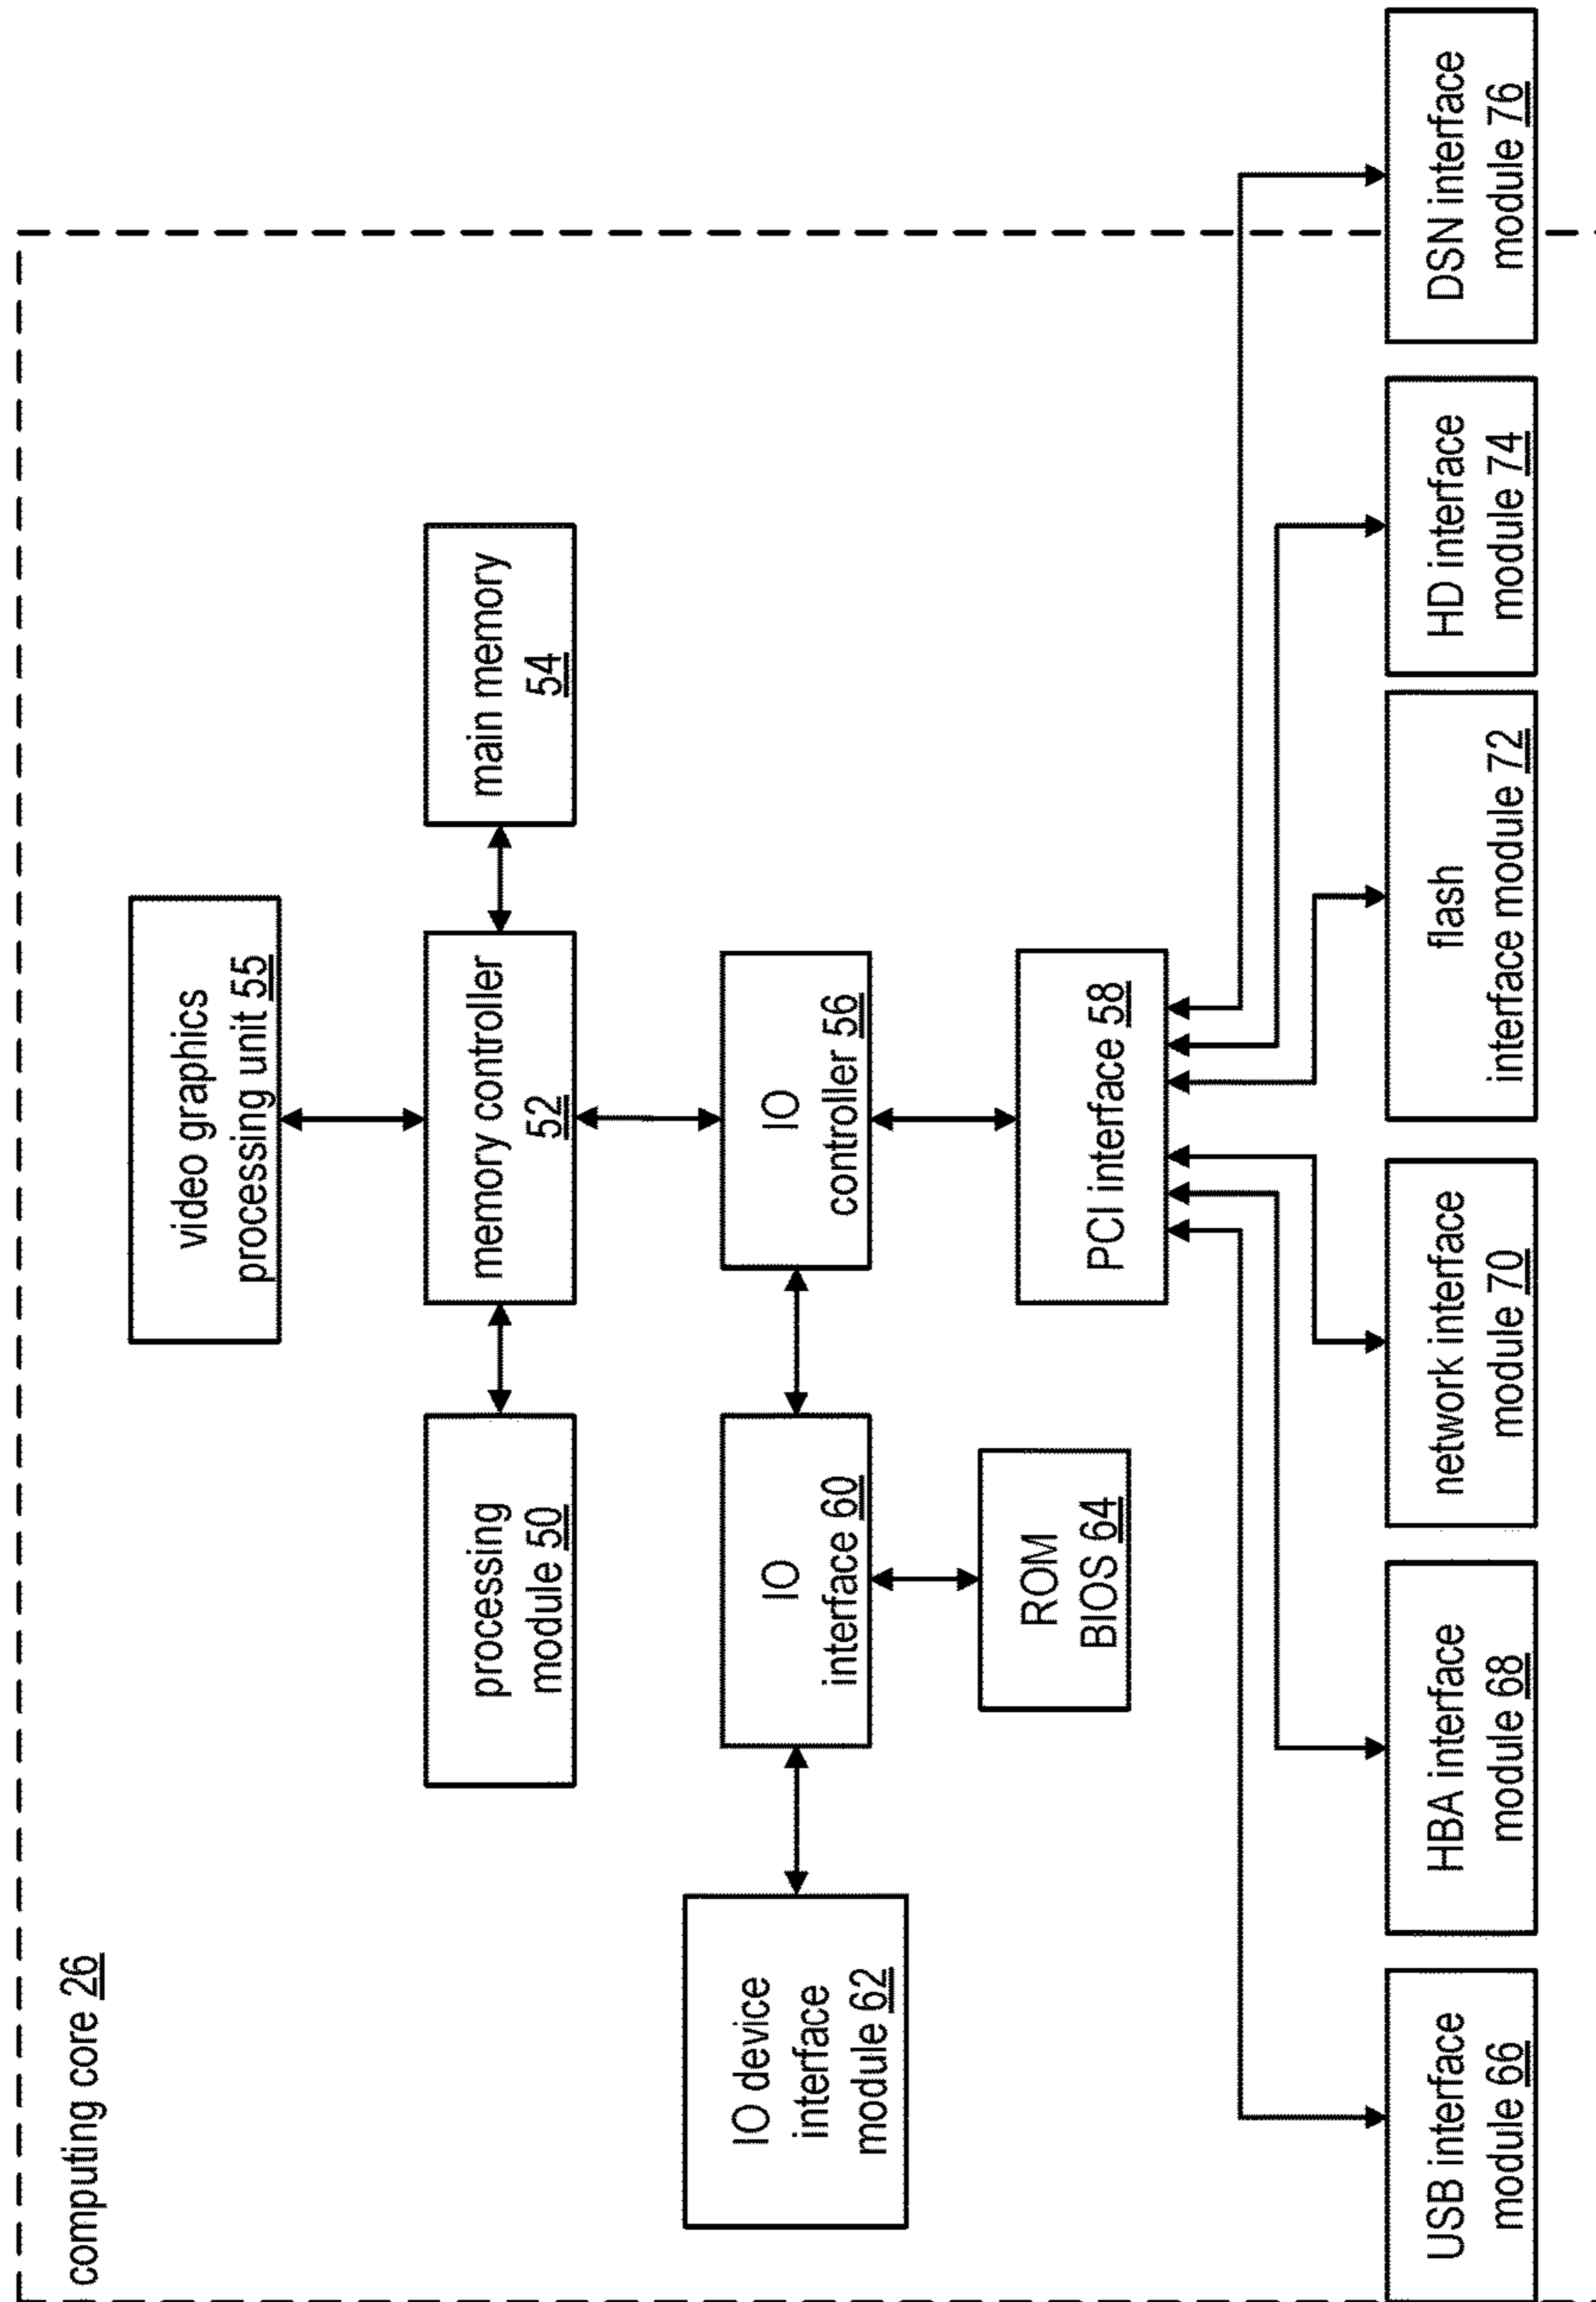 computing core 26
video graphics
processing unit 55
processing
module 50
memory controller
52
main memory
54
IO device
interface
module 62
IO
interface 60
IO
controller 56
ROM
BIOS 64
PCI interface 58
USB interface
module 66
HBA interface
module 68
network interface
module 70
flash
interface module 72
HD interface
module 74
DSN interface
module 76